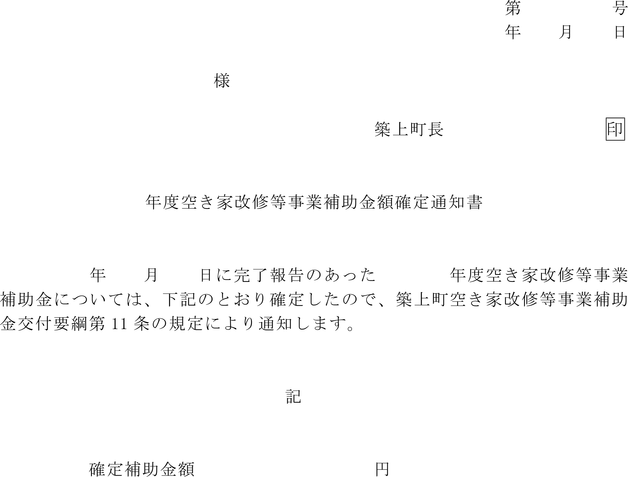 第　　　　　号
年　　月　　日
様
築上町長　　　　　　　　　印
年度空き家改修等事業補助金額確定通知書
年　　月　　日に完了報告のあった　　　　年度空き家改修等事業
補助金については、下記のとおり確定したので、築上町空き家改修等事業補助
金交付要綱第 11 条の規定により通知します。
記
確定補助金額　　　　　　　　　　円